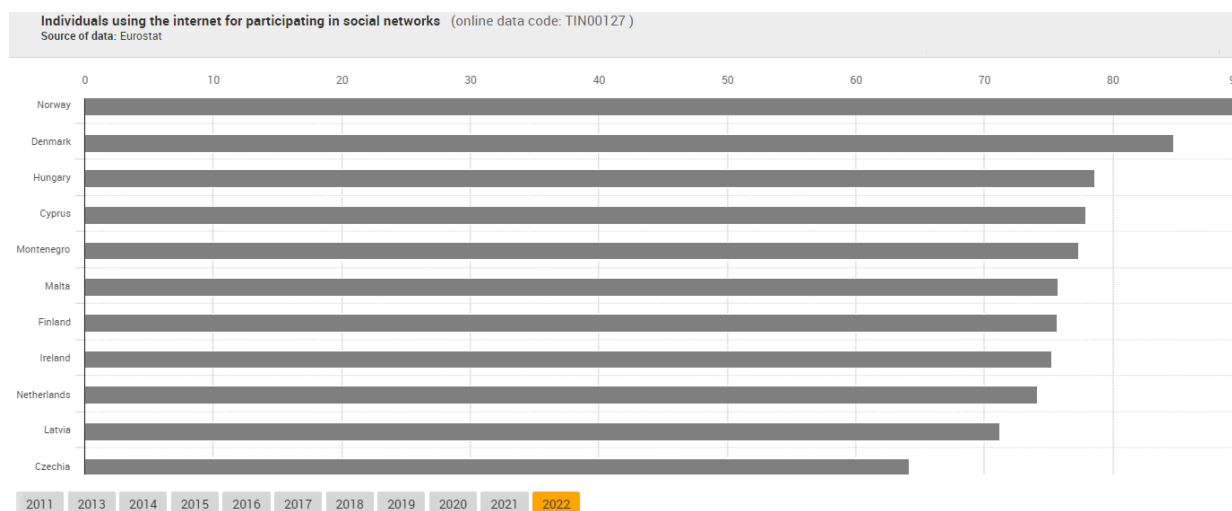 Individuals using the internet for participating in social networks (online data code: TIN00127 )
Source of data: Eurostat
0 10 20 30 40 50 60 70 80
Norway
Denmark
Hungary
Cyprus
Montenegro
Malta
Finland
Ireland
Netherlands
Latvia
Czechia
2011 2013 2014 2015 2016 2017 2018 2019 2020 2021 2022